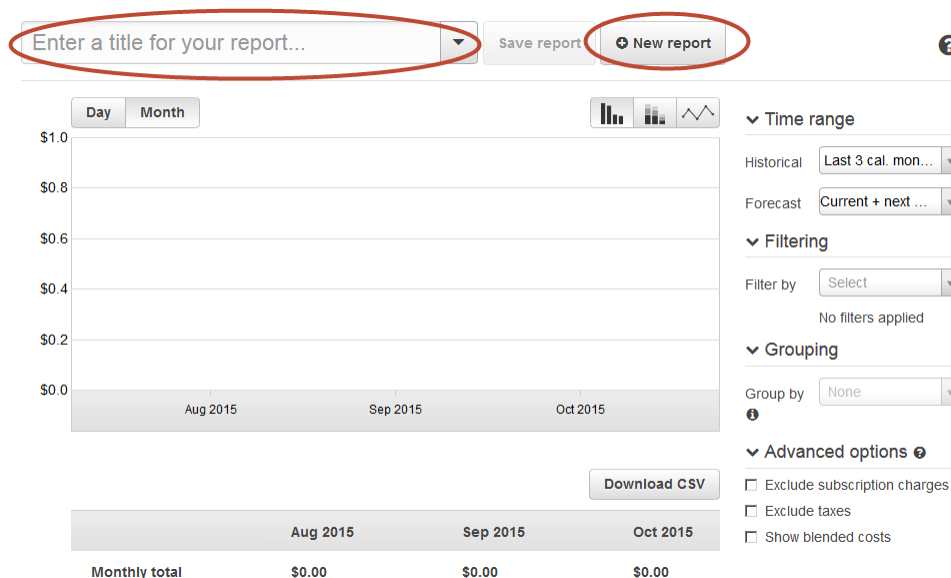 Enter a title for your report...
Save report
New report
Day
Month
$1.0
$0.8
$0.6
$0.4
$0.2
$0.0
Aug 2015 Sep 2015 Oct 2015
Time range
Historical Last 3 cal. mon...
Forecast Current + next ...
Filtering
Filter by Select
No filters applied
Grouping
Group by None
Advanced options
Exclude subscription charges
Exclude taxes
Show blended costs
Download CSV
Aug 2015 Sep 2015 Oct 2015
Monthly total $0.00 $0.00 $0.00